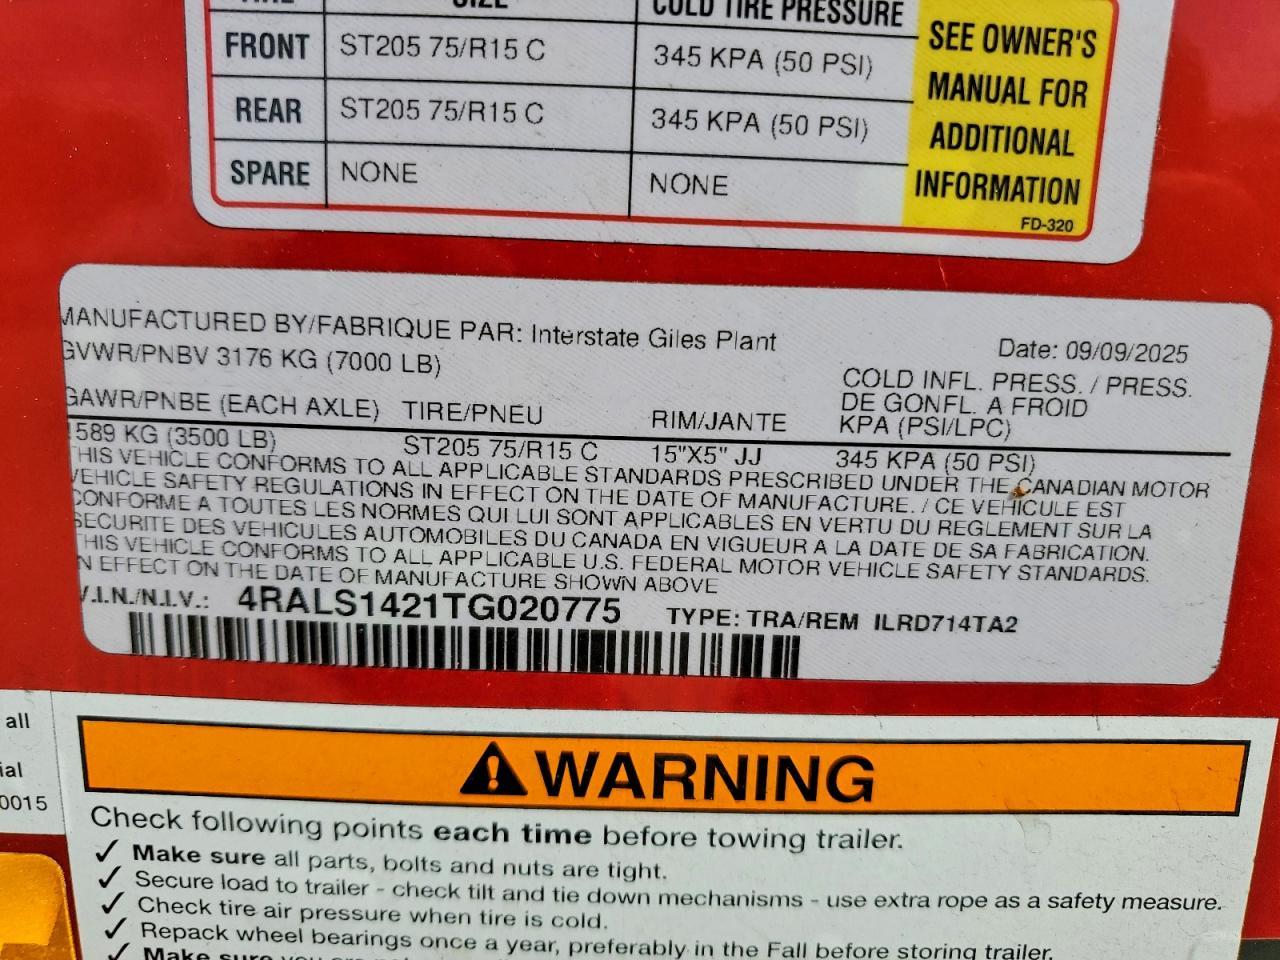 TIRE SIZE COLD TIRE PRESSURE
FRONT ST205 75/R15 C 345 KPA (50 PSI)
REAR ST205 75/R15 C 345 KPA (50 PSI)
SPARE NONE NONE
SEE OWNER'S
MANUAL FOR
ADDITIONAL
INFORMATION
FD-320
MANUFACTURED BY/FABRIQUE PAR: Interstate Giles Plant
Date: 09/09/2025
GVWR/PNBV 3176 KG (7000 LB)
COLD INFL. PRESS. / PRESS.
DE GONFL. A FROID
GAWR/PNBE (EACH AXLE) TIRE/PNEU RIM/JANTE KPA (PSI/LPC)
1589 KG (3500 LB) ST205 75/R15 C 15"X5" JJ 345 KPA (50 PSI)
THIS VEHICLE CONFORMS TO ALL APPLICABLE STANDARDS PRESCRIBED UNDER THE CANADIAN MOTOR
VEHICLE SAFETY REGULATIONS IN EFFECT ON THE DATE OF MANUFACTURE. / CE VEHICULE EST
CONFORME A TOUTES LES NORMES QUI LUI SONT APPLICABLES EN VERTU DU REGLEMENT SUR LA
SECURITE DES VEHICULES AUTOMOBILES DU CANADA EN VIGUEUR A LA DATE DE SA FABRICATION.
THIS VEHICLE CONFORMS TO ALL APPLICABLE U.S. FEDERAL MOTOR VEHICLE SAFETY STANDARDS.
IN EFFECT ON THE DATE OF MANUFACTURE SHOWN ABOVE
V.I.N./N.I.V.: 4RALS1421TG020775 TYPE: TRA/REM ILRD714TA2
all
ial
0015
WARNING
Check following points each time before towing trailer.
✓ Make sure all parts, bolts and nuts are tight.
✓ Secure load to trailer - check tilt and tie down mechanisms - use extra rope as a safety measure.
✓ Check tire air pressure when tire is cold.
✓ Repack wheel bearings once a year, preferably in the Fall before storing trailer.
✓ Make sure you are